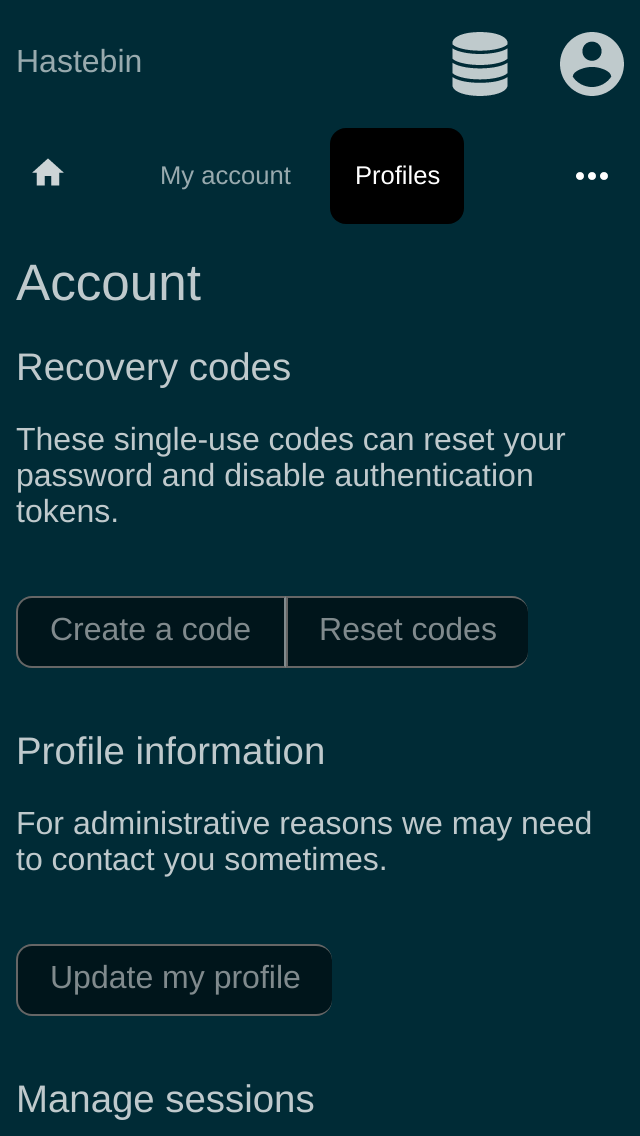 Hastebin
My account
Profiles
Account
Recovery codes
These single-use codes can reset your
password and disable authentication
tokens.
Create a code
Reset codes
Profile information
For administrative reasons we may need
to contact you sometimes.
Update my profile
Manage sessions